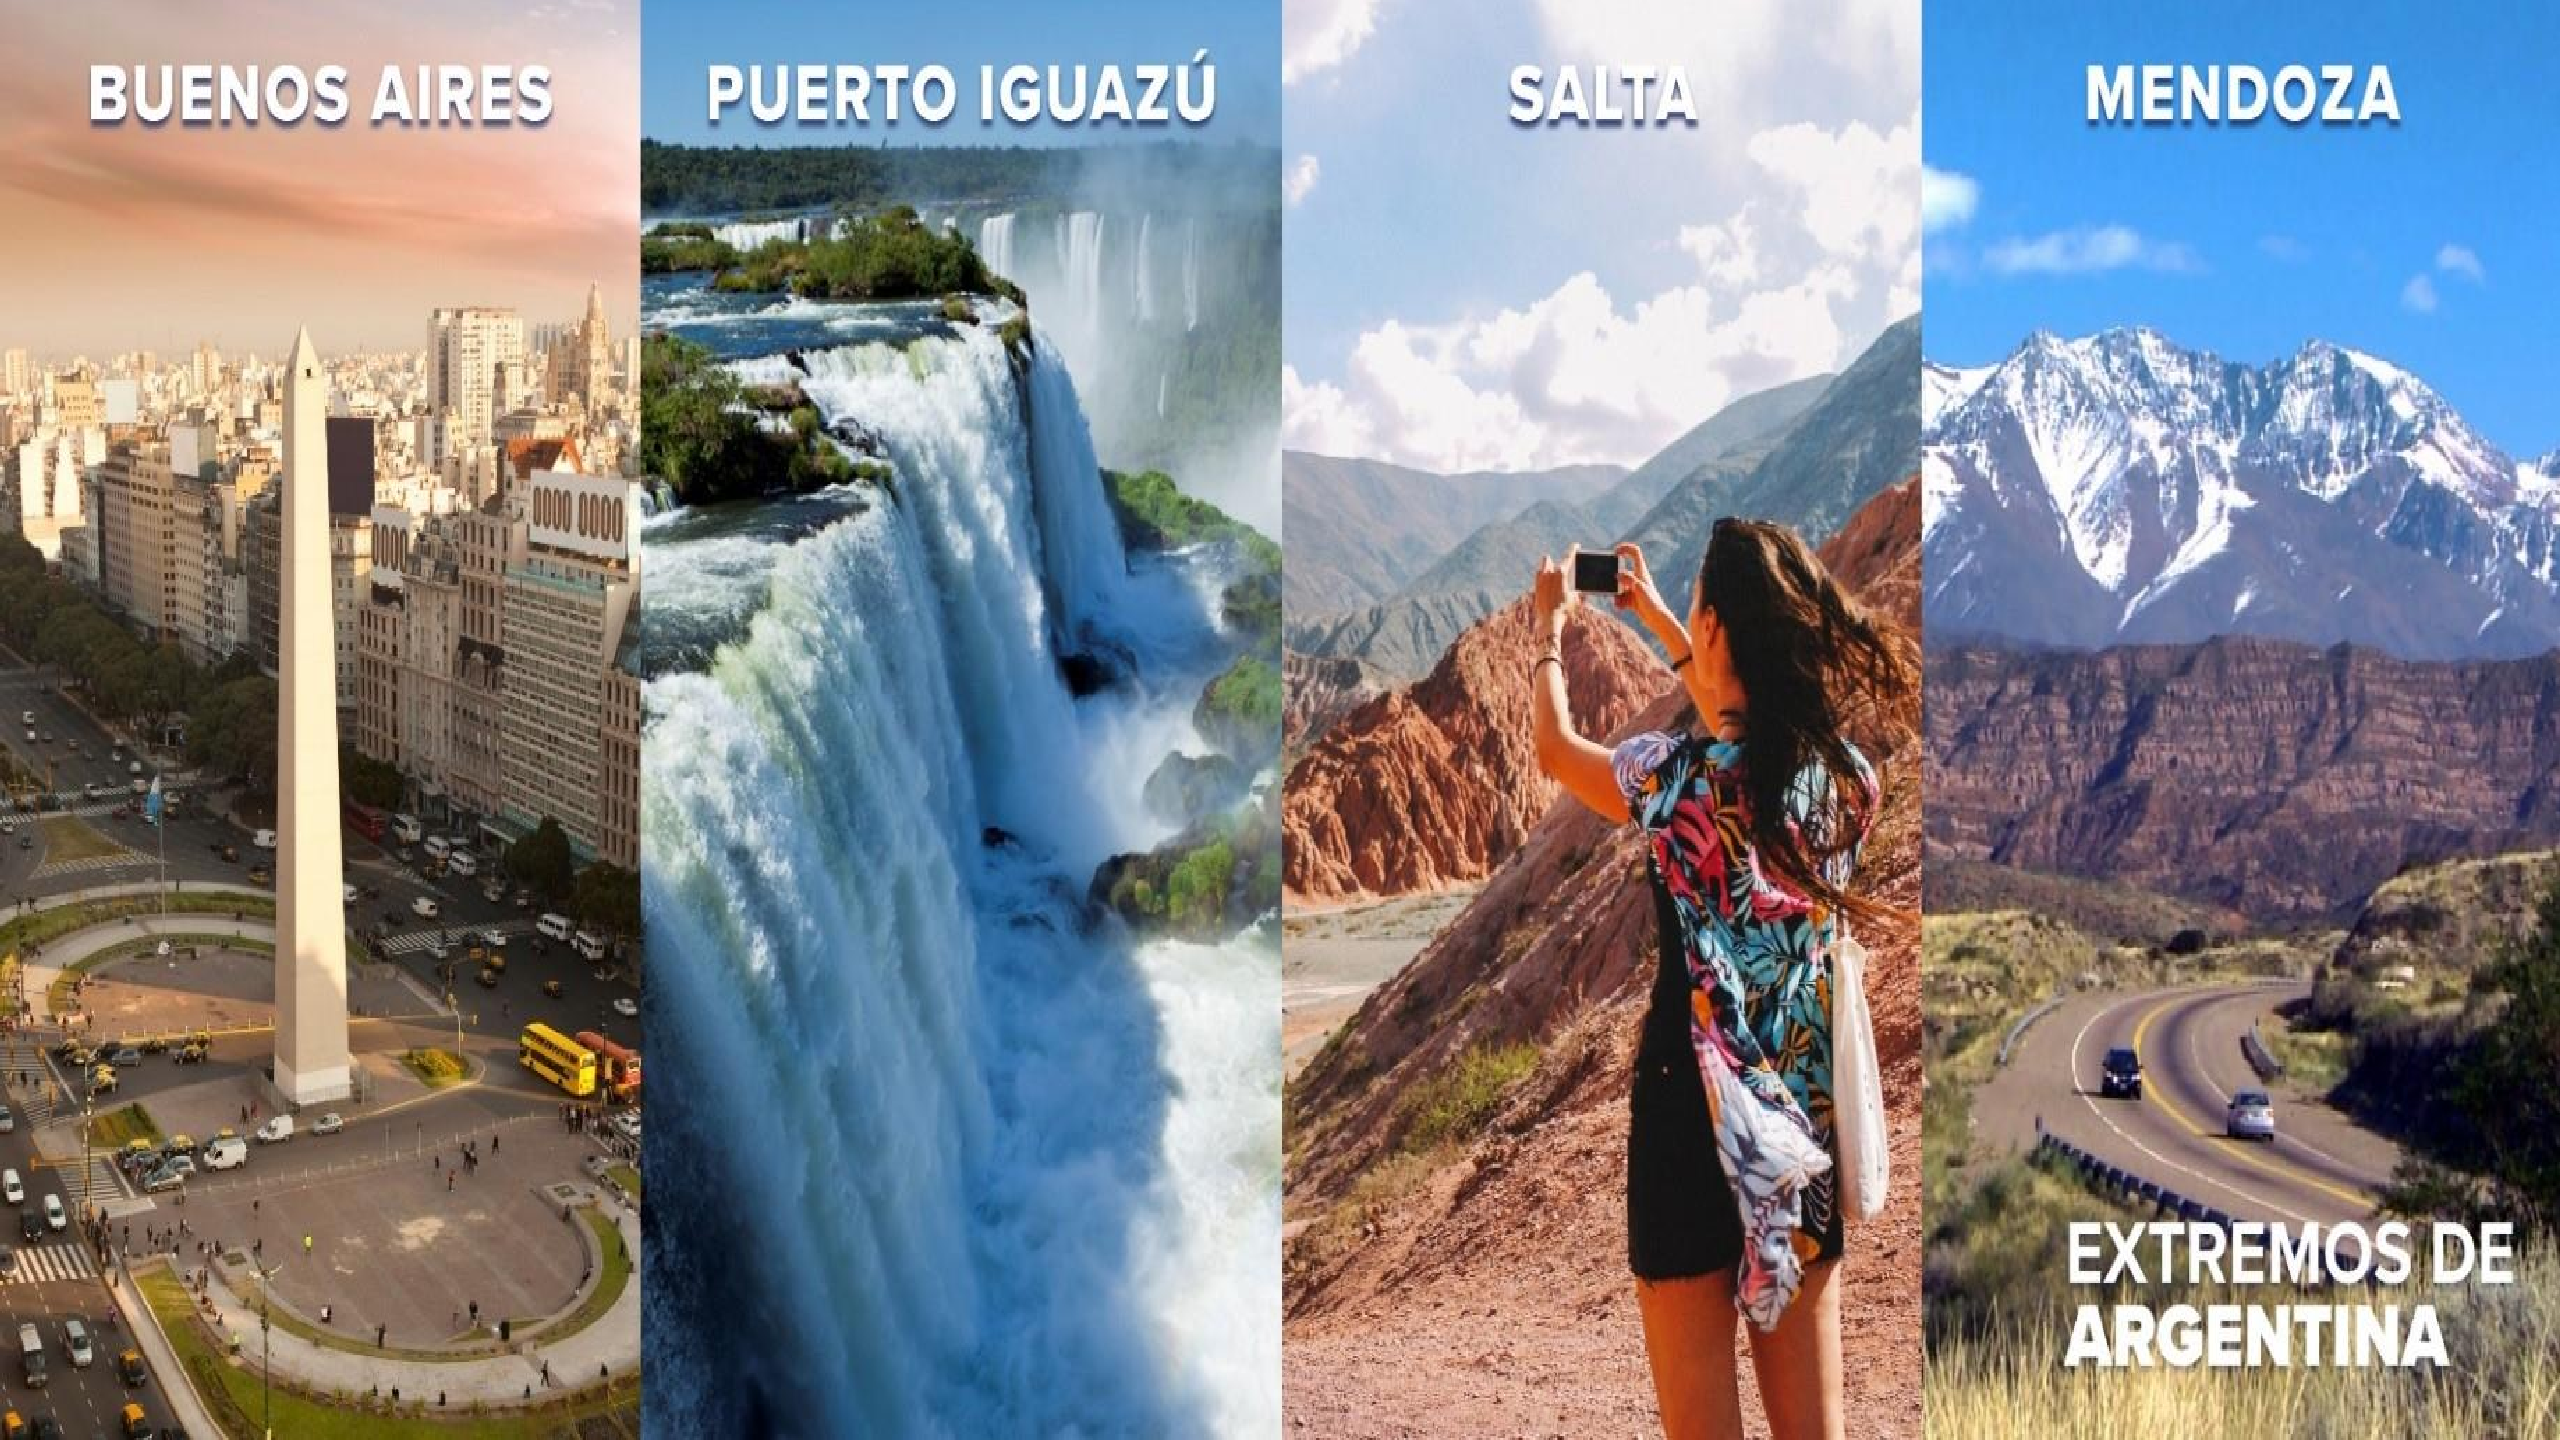 BUENOS AIRES
PUERTO IGUAZÚ
SALTA
MENDOZA
EXTREMOS DE
ARGENTINA